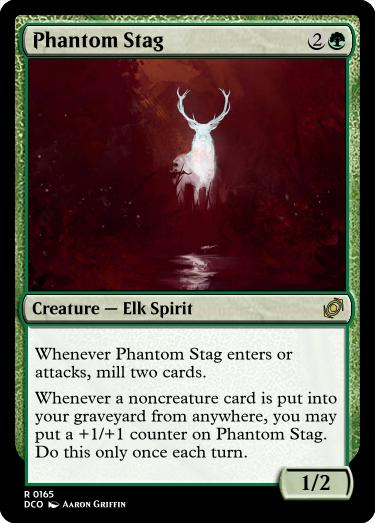 Phantom Stag 2
Creature — Elk Spirit
Whenever Phantom Stag enters or
attacks, mill two cards.
Whenever a noncreature card is put into
your graveyard from anywhere, you may
put a +1/+1 counter on Phantom Stag.
Do this only once each turn.
1/2
R 0165
DCO Aaron Griffin